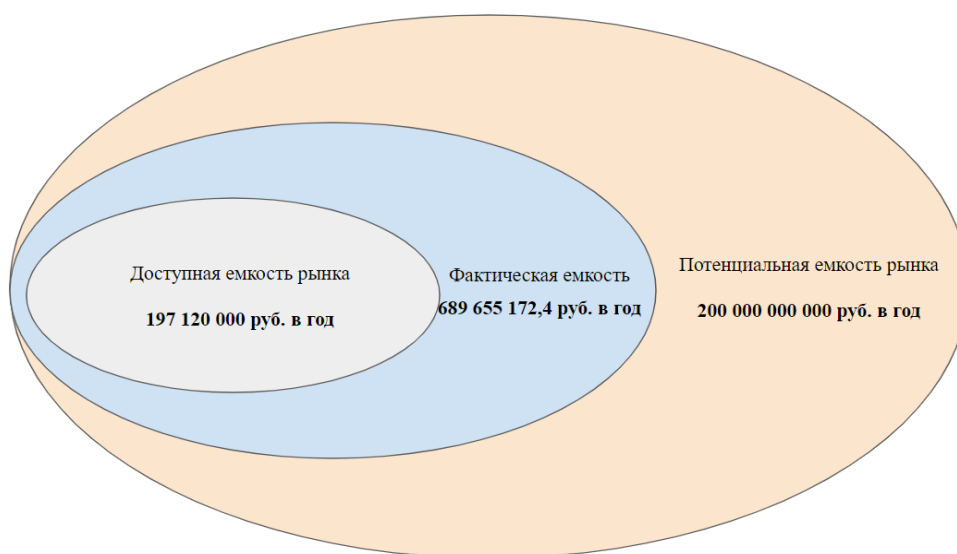 Доступная емкость рынка
197 120 000 руб. в год
Фактическая емкость
689 655 172,4 руб. в год
Потенциальная емкость рынка
200 000 000 000 руб. в год